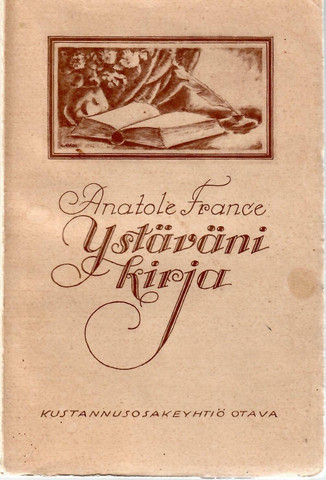 Anatole France
Ystäväni
kirja
KUSTANNUSOSAKEYHTIÖ OTAVA